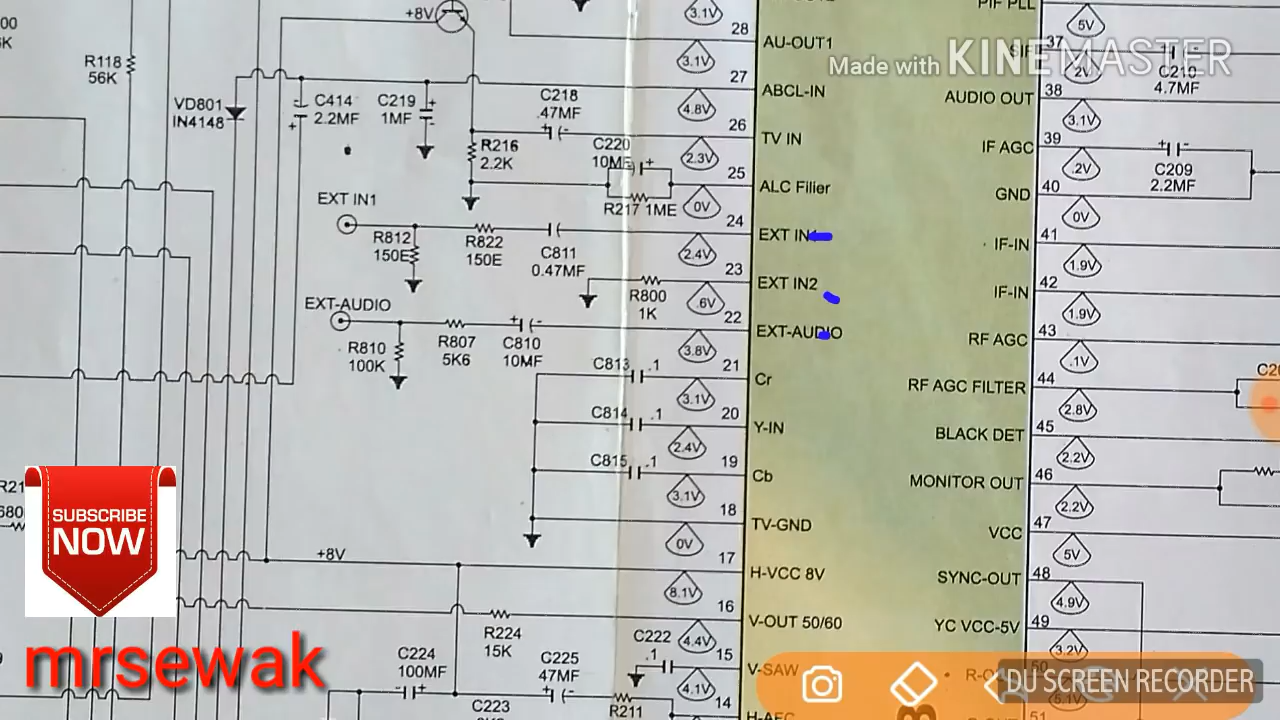 +8V
3.1V
28
AU-OUT1
R118
56K
3.1V
27
ABCL-IN
VD801
IN4148
C414
2.2MF
C219
1MF
C218
.47MF
4.8V
26
TV IN
R216
2.2K
C220
10MF
2.3V
25
ALC Filier
R217 1ME
0V
24
EXT IN1
EXT IN
R812
150E
R822
150E
C811
0.47MF
2.4V
23
EXT IN2
R800
1K
.6V
22
EXT-AUDIO
EXT-AUDIO
R810
100K
R807
5K6
C810
10MF
3.8V
21
Cr
C813 .1
3.1V
20
Y-IN
C814 .1
2.4V
19
Cb
C815 .1
3.1V
18
TV-GND
0V
17
H-VCC 8V
+8V
8.1V
16
V-OUT 50/60
R224
15K
C222
.1
4.4V
15
V-SAW
C224
100MF
C225
47MF
4.1V
14
C223
R211
PIF PLL
5V
37
SIF
2V
C210
4.7MF
38
AUDIO OUT
3.1V
39
IF AGC
.2V
C209
2.2MF
40
GND
0V
41
IF-IN
1.9V
42
IF-IN
1.9V
43
RF AGC
.1V
44
RF AGC FILTER
2.8V
45
BLACK DET
2.2V
46
MONITOR OUT
2.2V
47
VCC
5V
48
SYNC-OUT
4.9V
49
YC VCC-5V
3.2V
50
5.1V
51
Made with KINEMASTER
SUBSCRIBE
NOW
mrsewak
DU SCREEN RECORDER